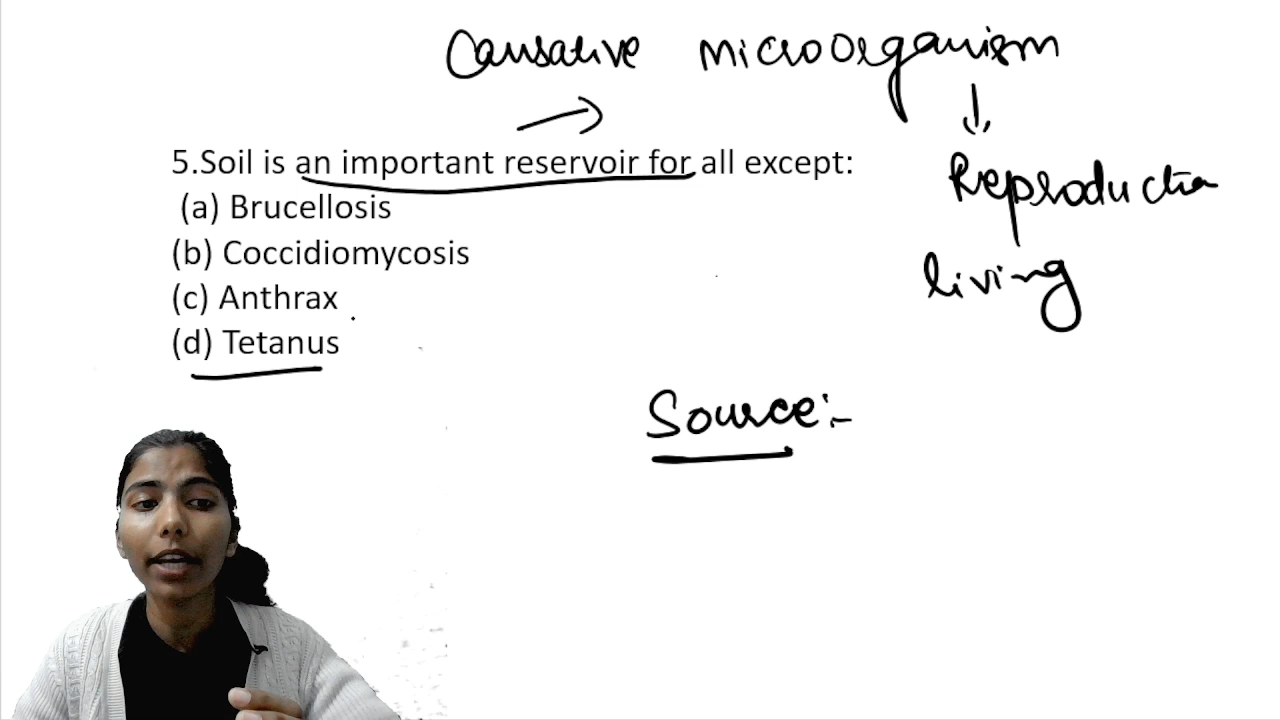 Causative microorganism
5.Soil is an important reservoir for all except:
(a) Brucellosis
(b) Coccidiomycosis
(c) Anthrax
(d) Tetanus
Reproductio
living
Source:-